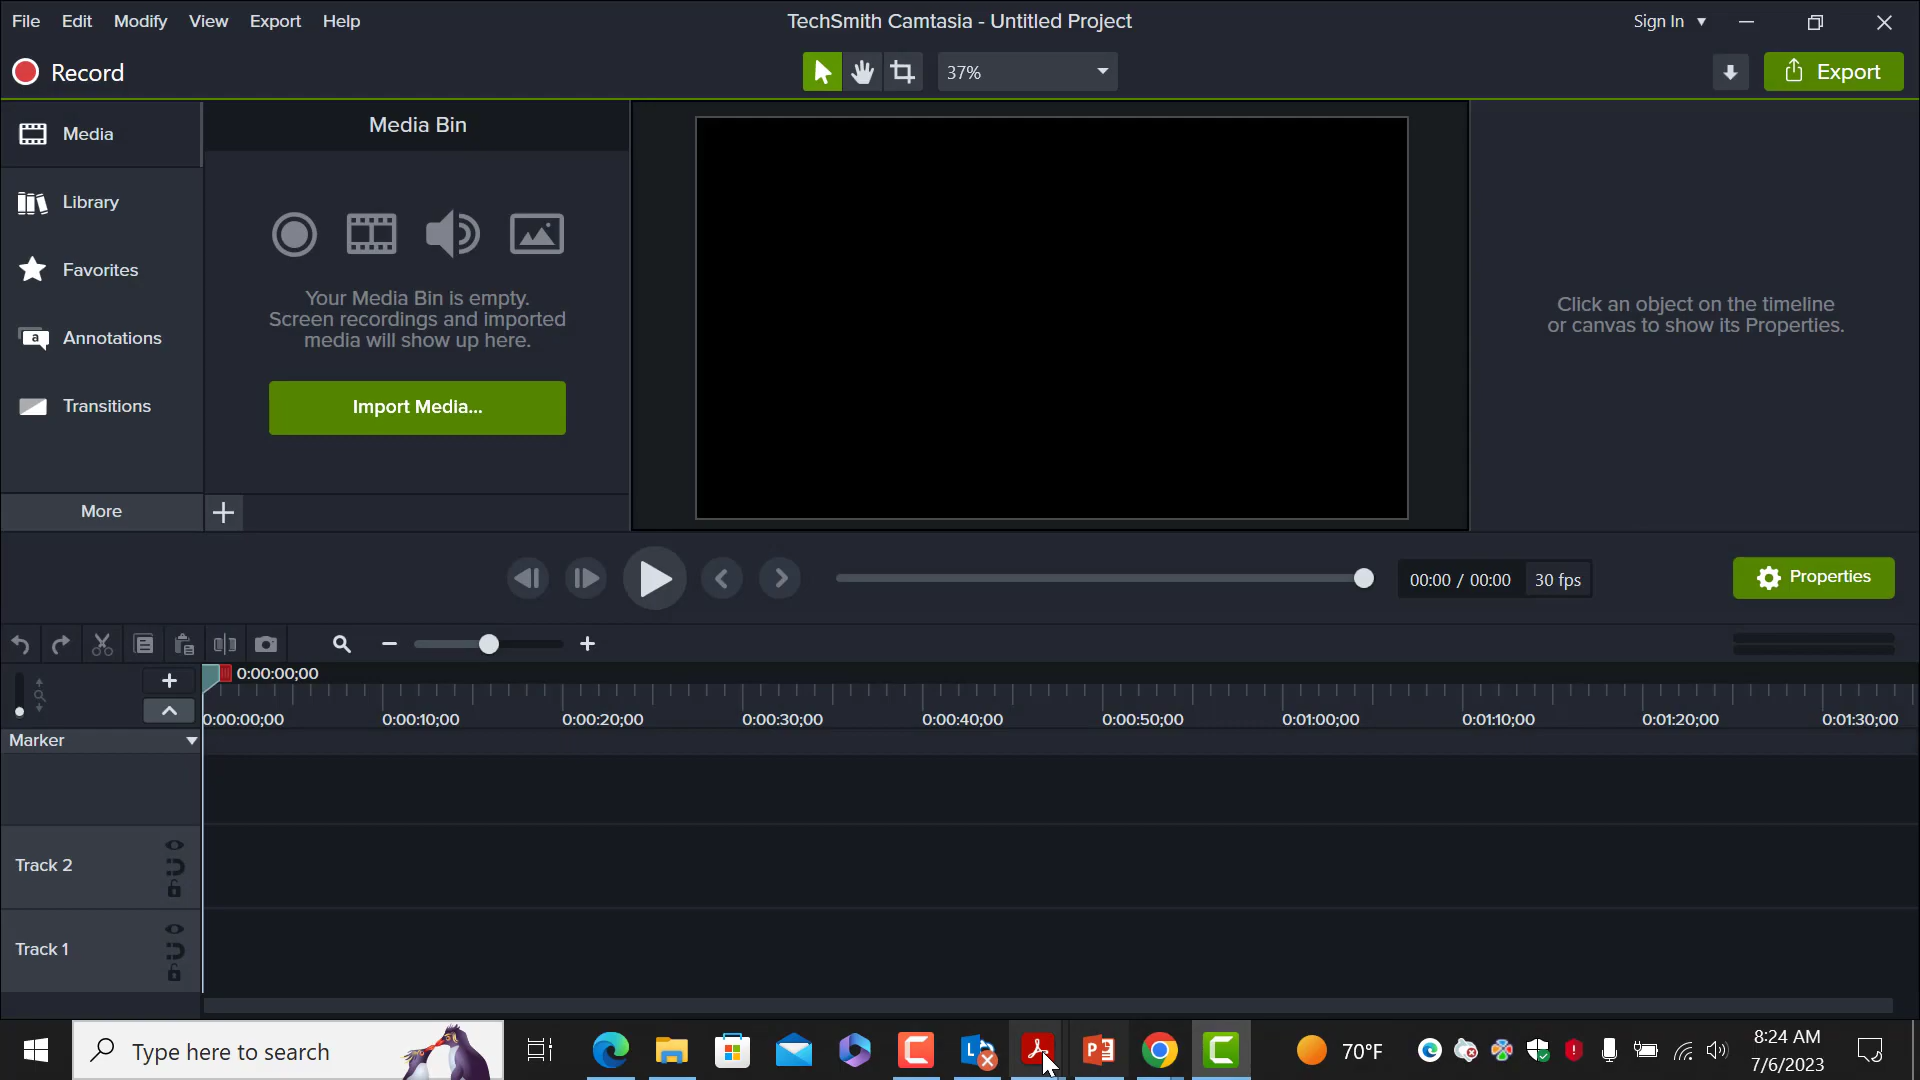 File Edit Modify View Export Help
TechSmith Camtasia - Untitled Project
Sign In
Record
37%
Export
Media
Library
Favorites
Annotations
Transitions
More
Media Bin
Your Media Bin is empty.
Screen recordings and imported
media will show up here.
Import Media...
Click an object on the timeline
or canvas to show its Properties.
00:00 / 00:00
30 fps
Properties
0:00:00;00
0:00:00;00 0:00:10;00 0:00:20;00 0:00:30;00 0:00:40;00 0:00:50;00 0:01:00;00 0:01:10;00 0:01:20;00 0:01:30;00
Marker
Track 2
Track 1
Type here to search
70°F
8:24 AM
7/6/2023